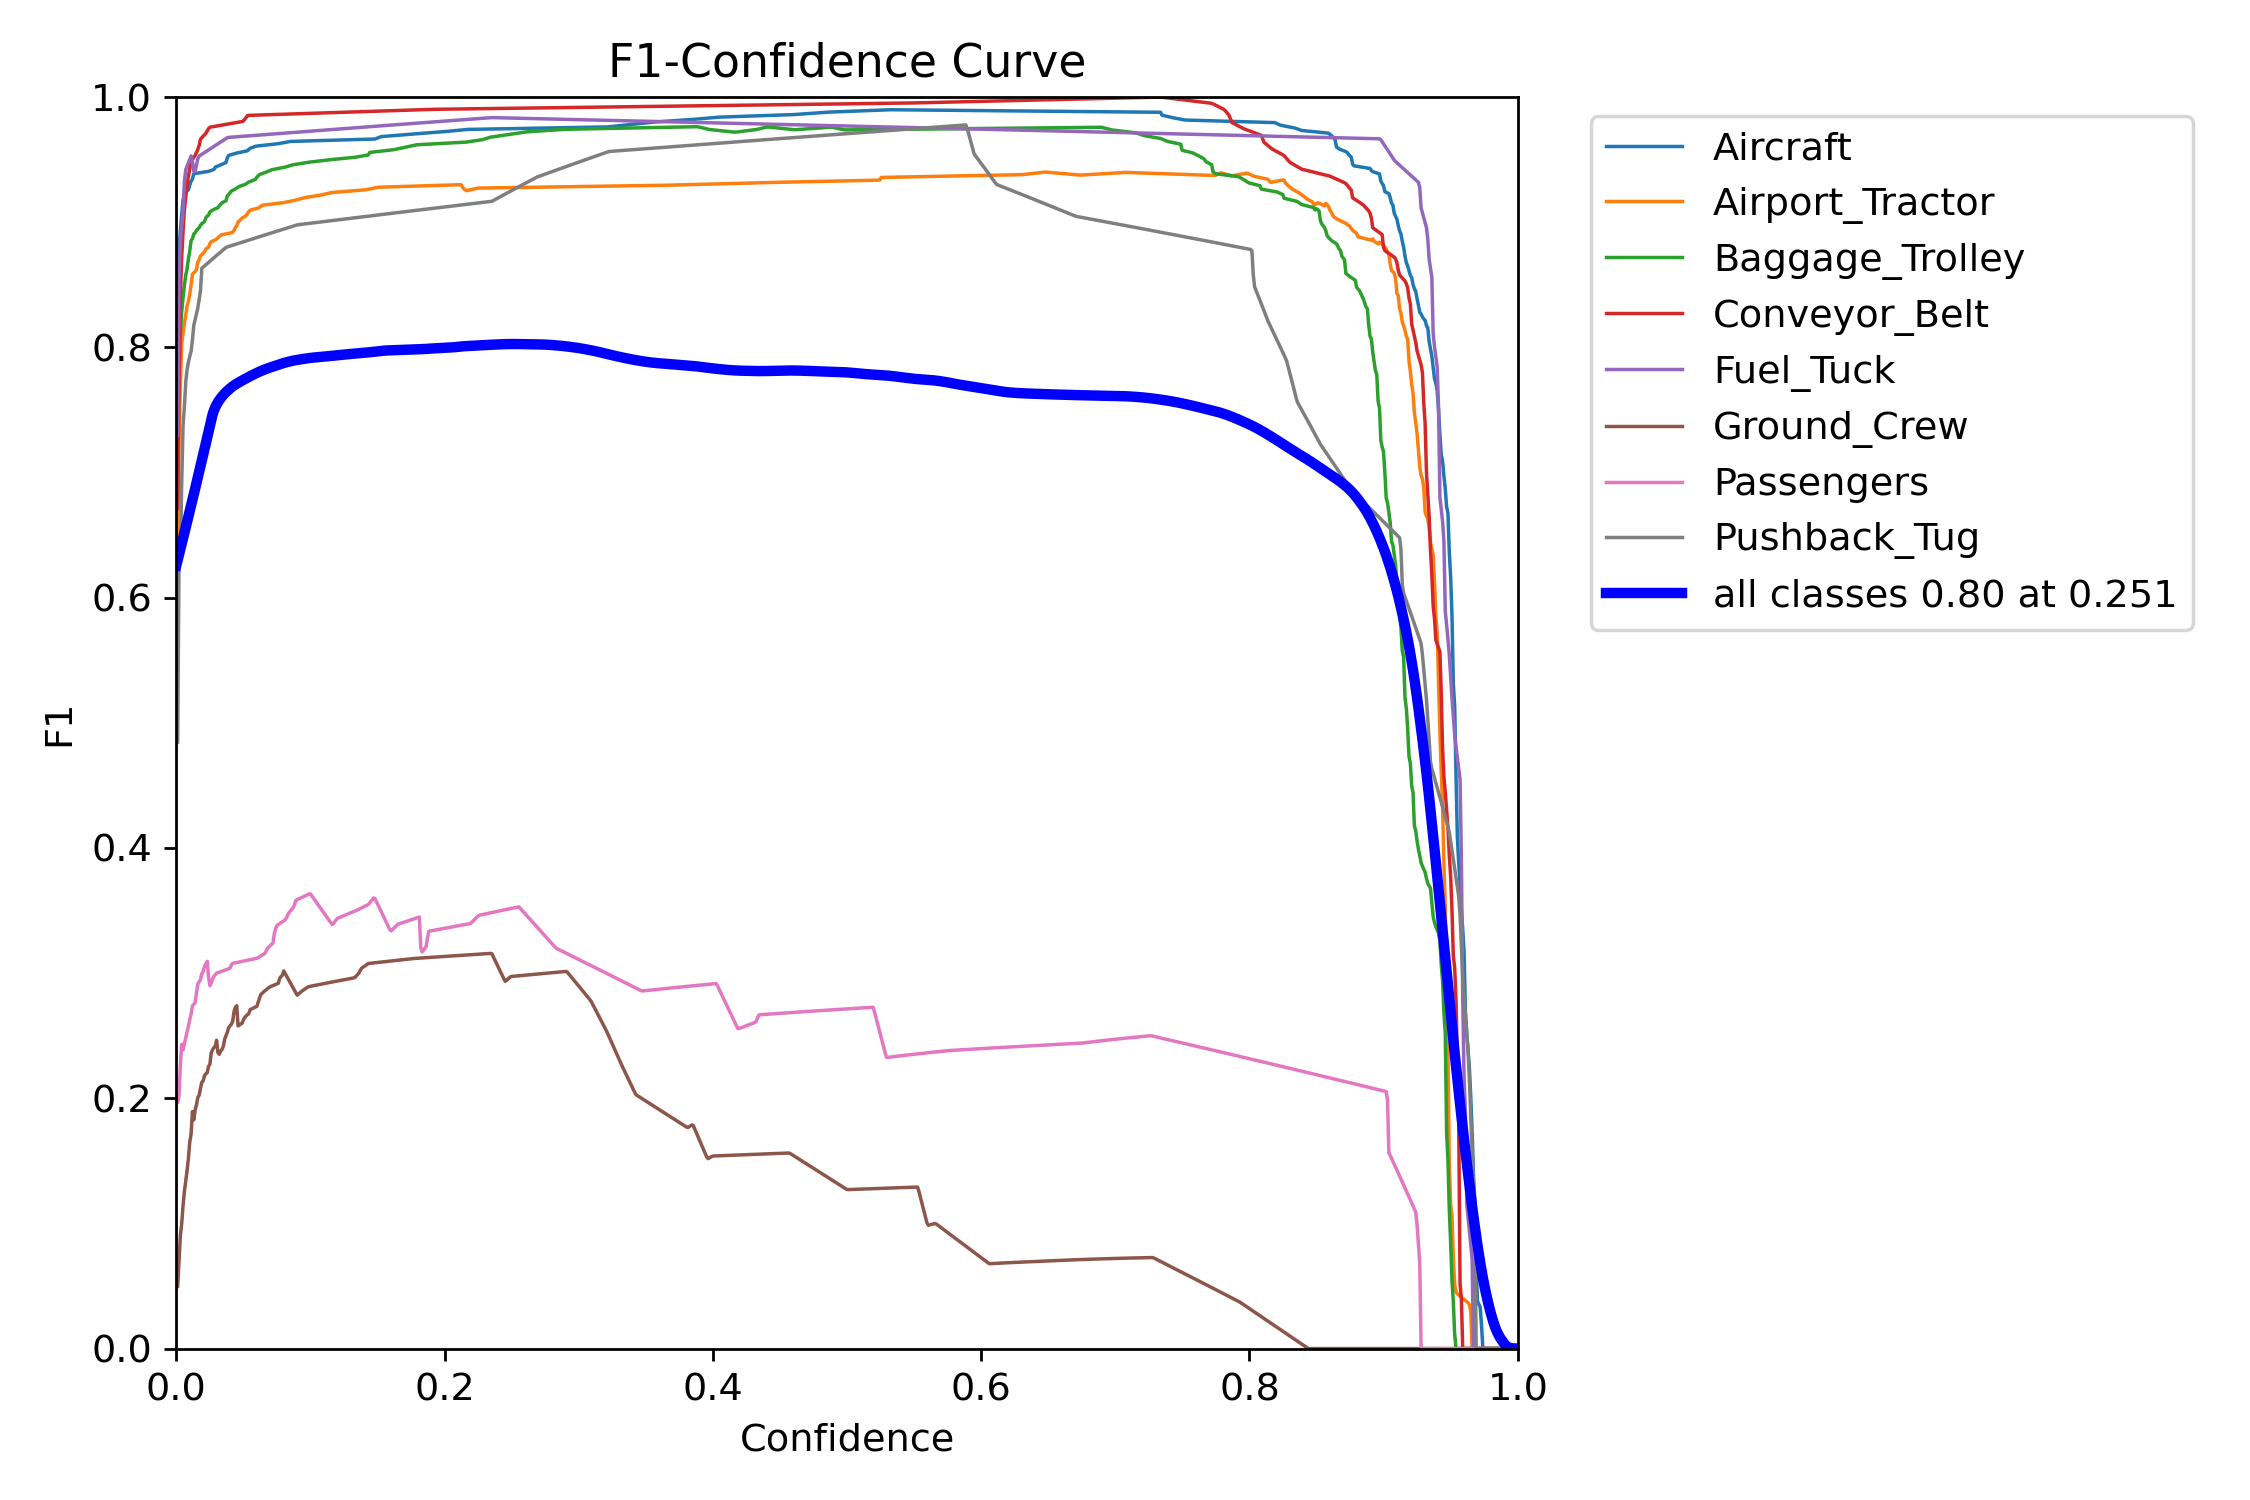 F1-Confidence Curve
1.0
0.8
0.6
0.4
0.2
0.0
F1
0.0 0.2 0.4 0.6 0.8 1.0
Confidence
Aircraft
Airport_Tractor
Baggage_Trolley
Conveyor_Belt
Fuel_Tuck
Ground_Crew
Passengers
Pushback_Tug
all classes 0.80 at 0.251